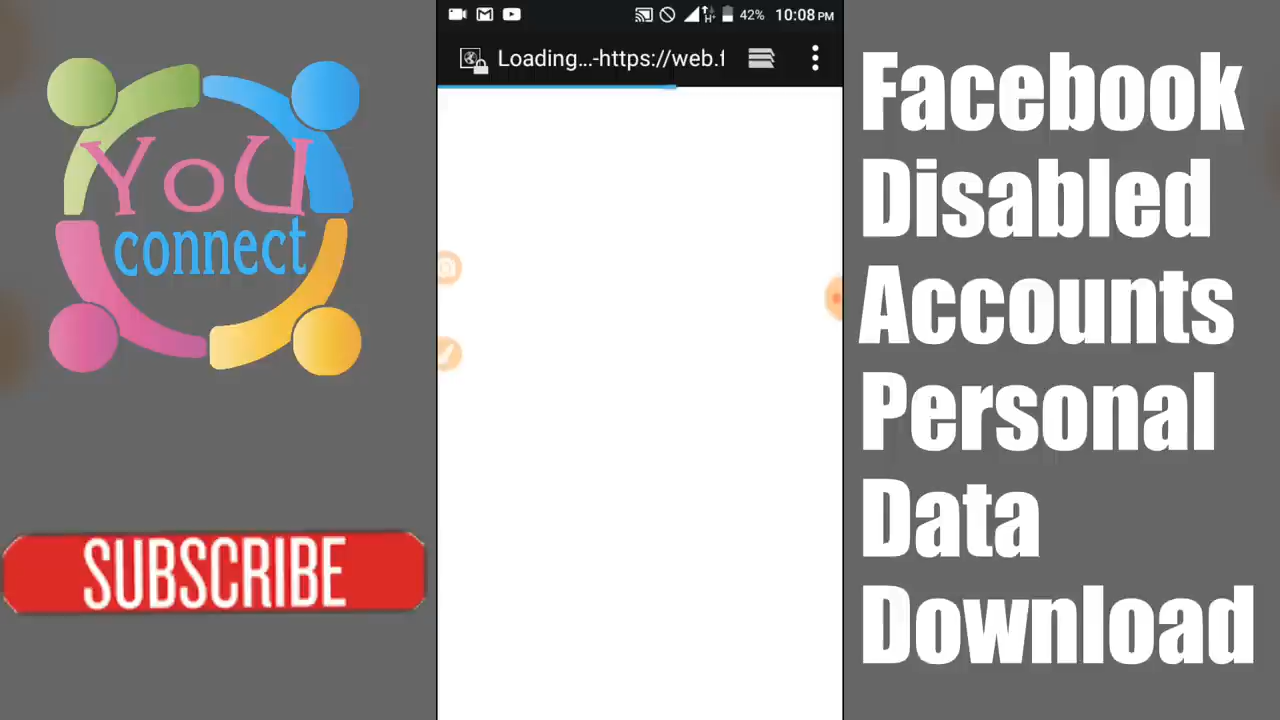 YoU
connect
SUBSCRIBE
42% 10:08 PM
Loading...-https://web.f
Facebook
Disabled
Accounts
Personal
Data
Download